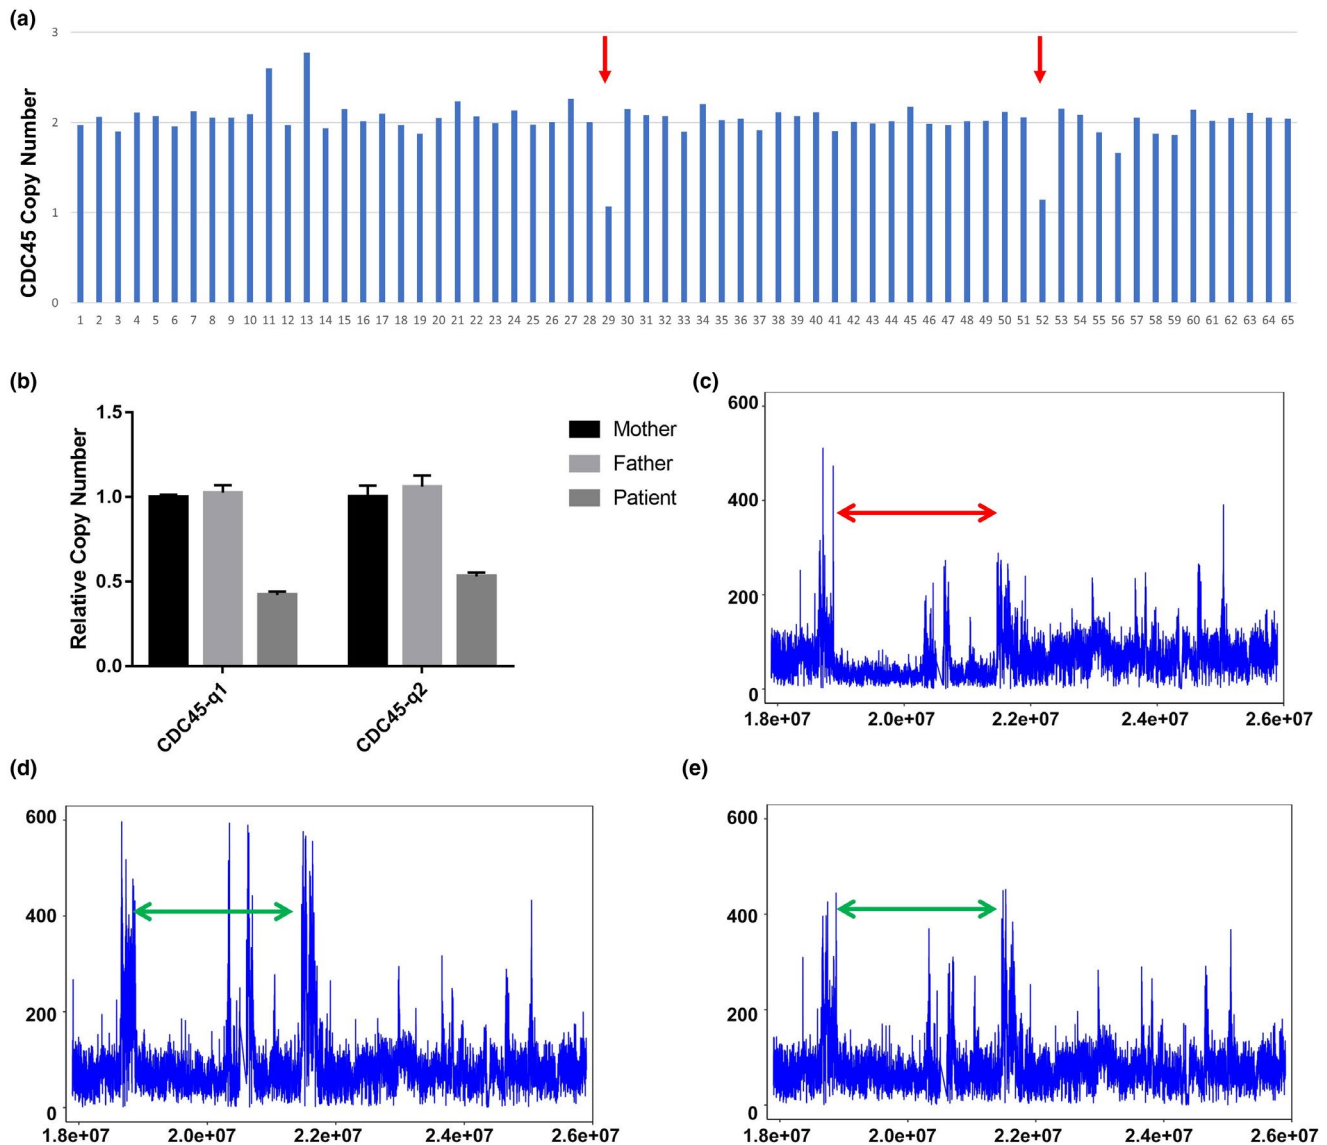 (a)
CDC45 Copy Number
3
2
1
0
1 2 3 4 5 6 7 8 9 10 11 12 13 14 15 16 17 18 19 20 21 22 23 24 25 26 27 28 29 30 31 32 33 34 35 36 37 38 39 40 41 42 43 44 45 46 47 48 49 50 51 52 53 54 55 56 57 58 59 60 61 62 63 64 65
(b)
Relative Copy Number
1.5
1.0
0.5
0.0
CDC45-q1
CDC45-q2
Mother
Father
Patient
(c)
600
400
200
0
1.8e+07 2.0e+07 2.2e+07 2.4e+07 2.6e+07
(d)
600
400
200
0
1.8e+07 2.0e+07 2.2e+07 2.4e+07 2.6e+07
(e)
600
400
200
0
1.8e+07 2.0e+07 2.2e+07 2.4e+07 2.6e+07